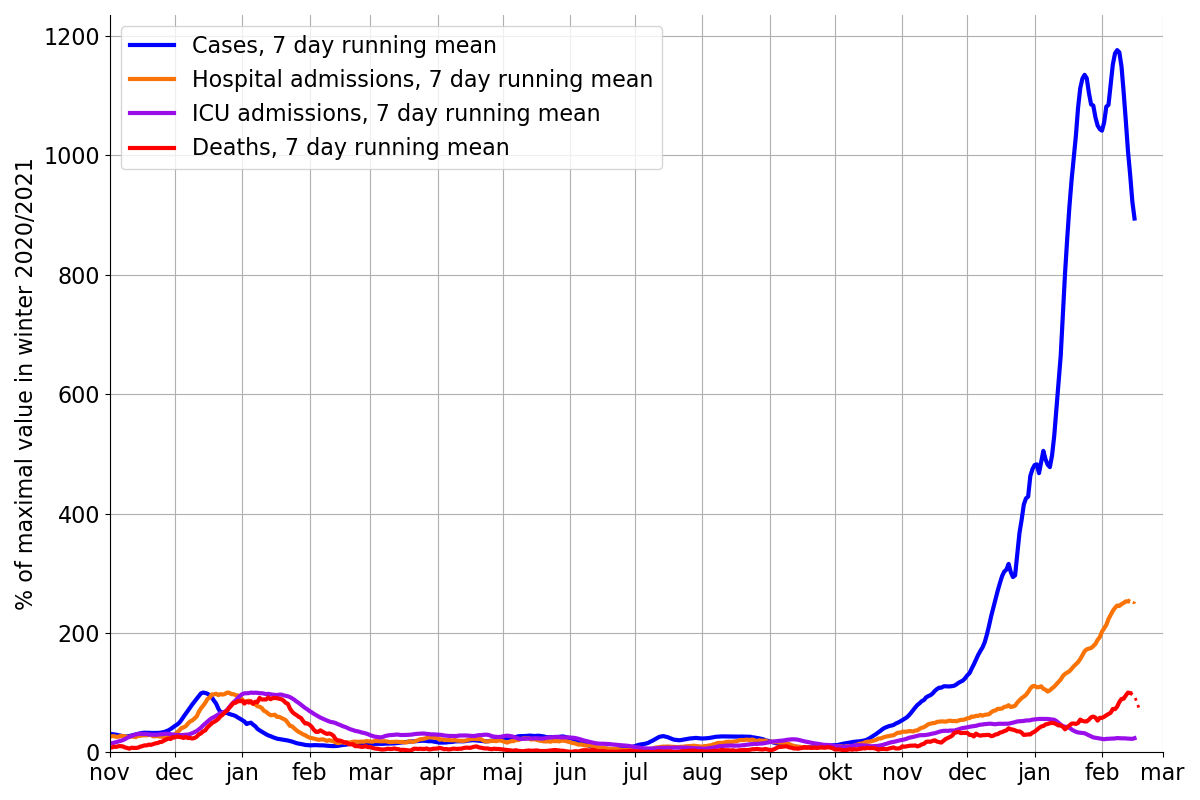 Cases, 7 day running mean
Hospital admissions, 7 day running mean
ICU admissions, 7 day running mean
Deaths, 7 day running mean
% of maximal value in winter 2020/2021
1200
1000
800
600
400
200
0
nov dec jan feb mar apr maj jun jul aug sep okt nov dec jan feb mar